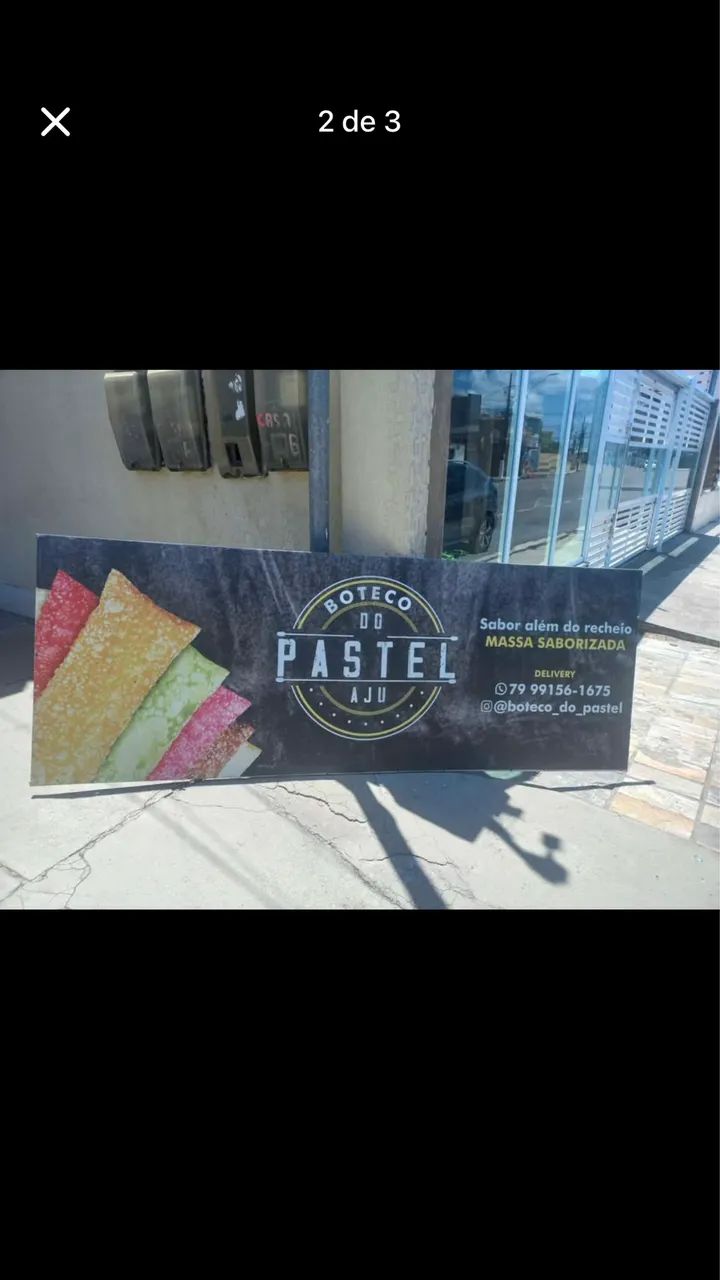 2 de 3
BOTECO
DO
PASTEL
AJU
Sabor além do recheio
MASSA SABORIZADA
DELIVERY
79 99156-1675
@boteco_do_pastel